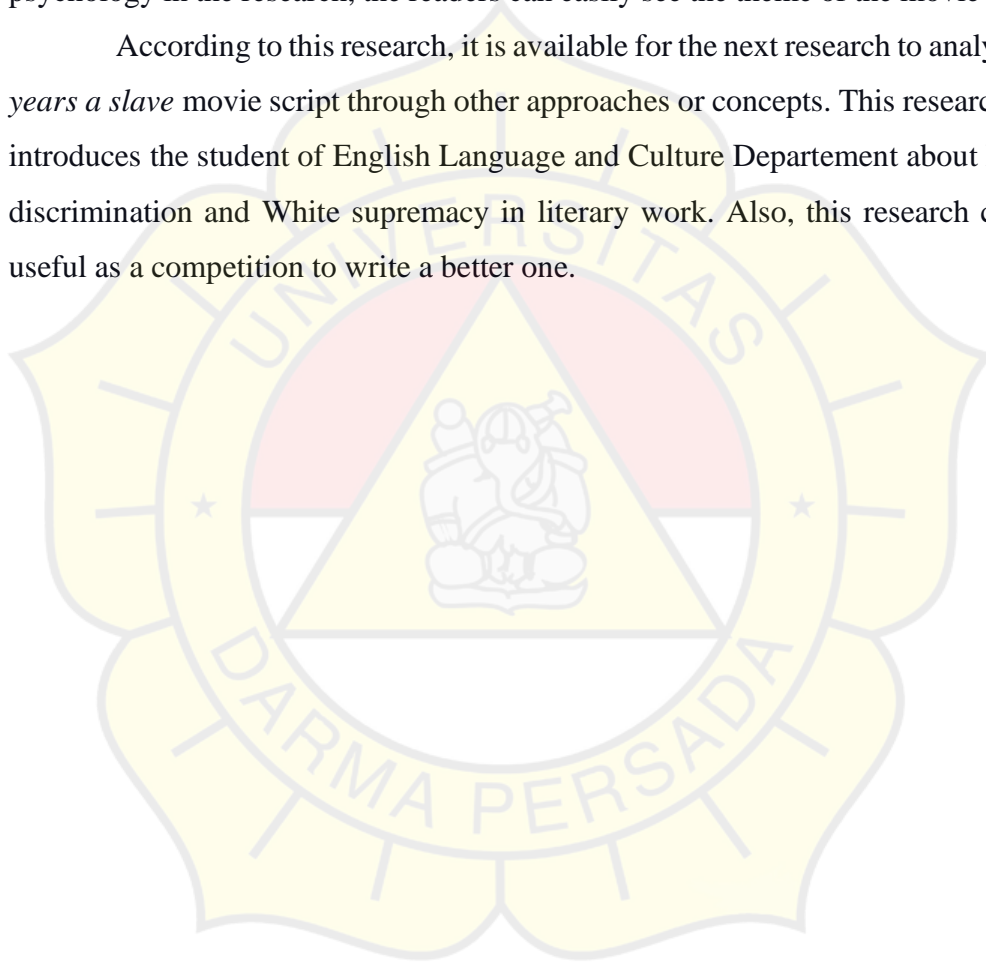 psychology in the research, the readers can easily see the theme of the movie
According to this research, it is available for the next research to
years a slave movie script through other approaches or concepts. This
introduces the student of English Language and Culture Departement about
discrimination and White supremacy in literary work. Also, this research
useful as a competition to write a better one.
UNIVERSITAS
DARMA PERSADA